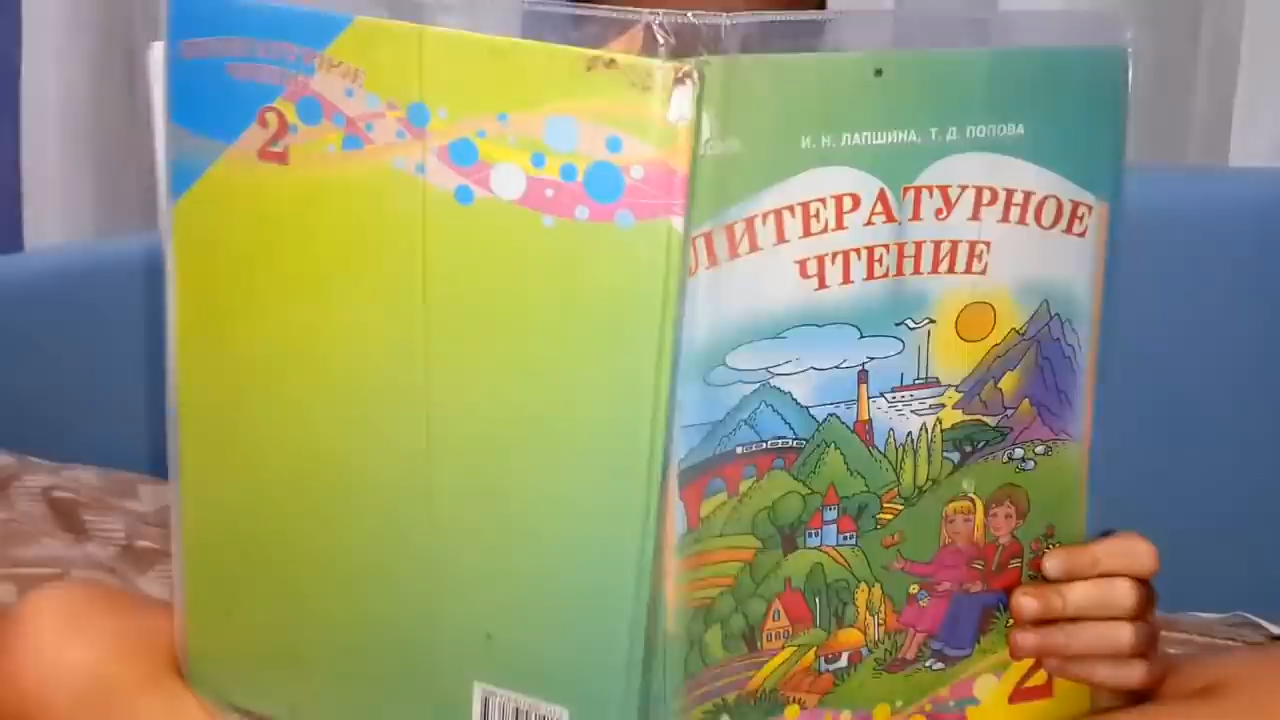 2
И. Н. ЛАПШИНА, Т. Д. ПОПОВА
ЛИТЕРАТУРНОЕ
ЧТЕНИЕ
2